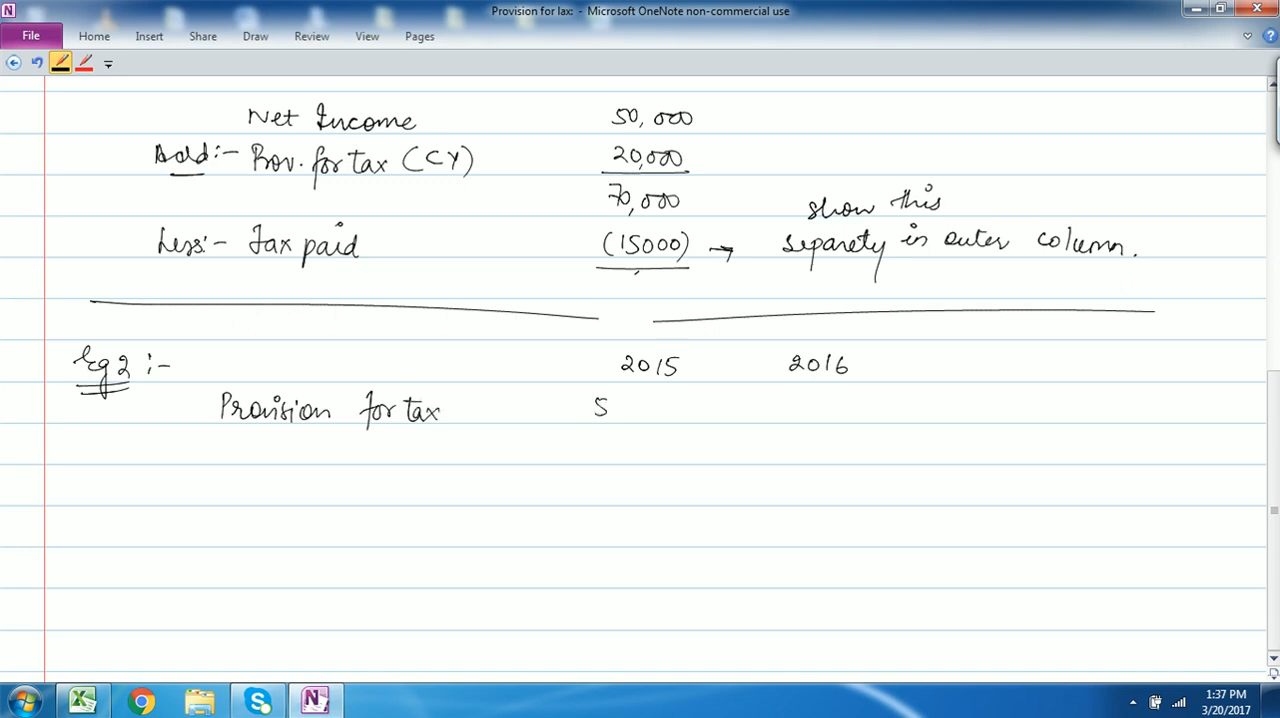 Provision for tax: - Microsoft OneNote non-commercial use
File Home Insert Share Draw Review View Pages
Net Income 50,000
Add:- Prov. for tax (CY) 20,000
70,000
Less:- Tax paid (15000) → show this separety in outer column.
Eg 2 :- 2015 2016
Provision for tax 5
1:37 PM
3/20/2017